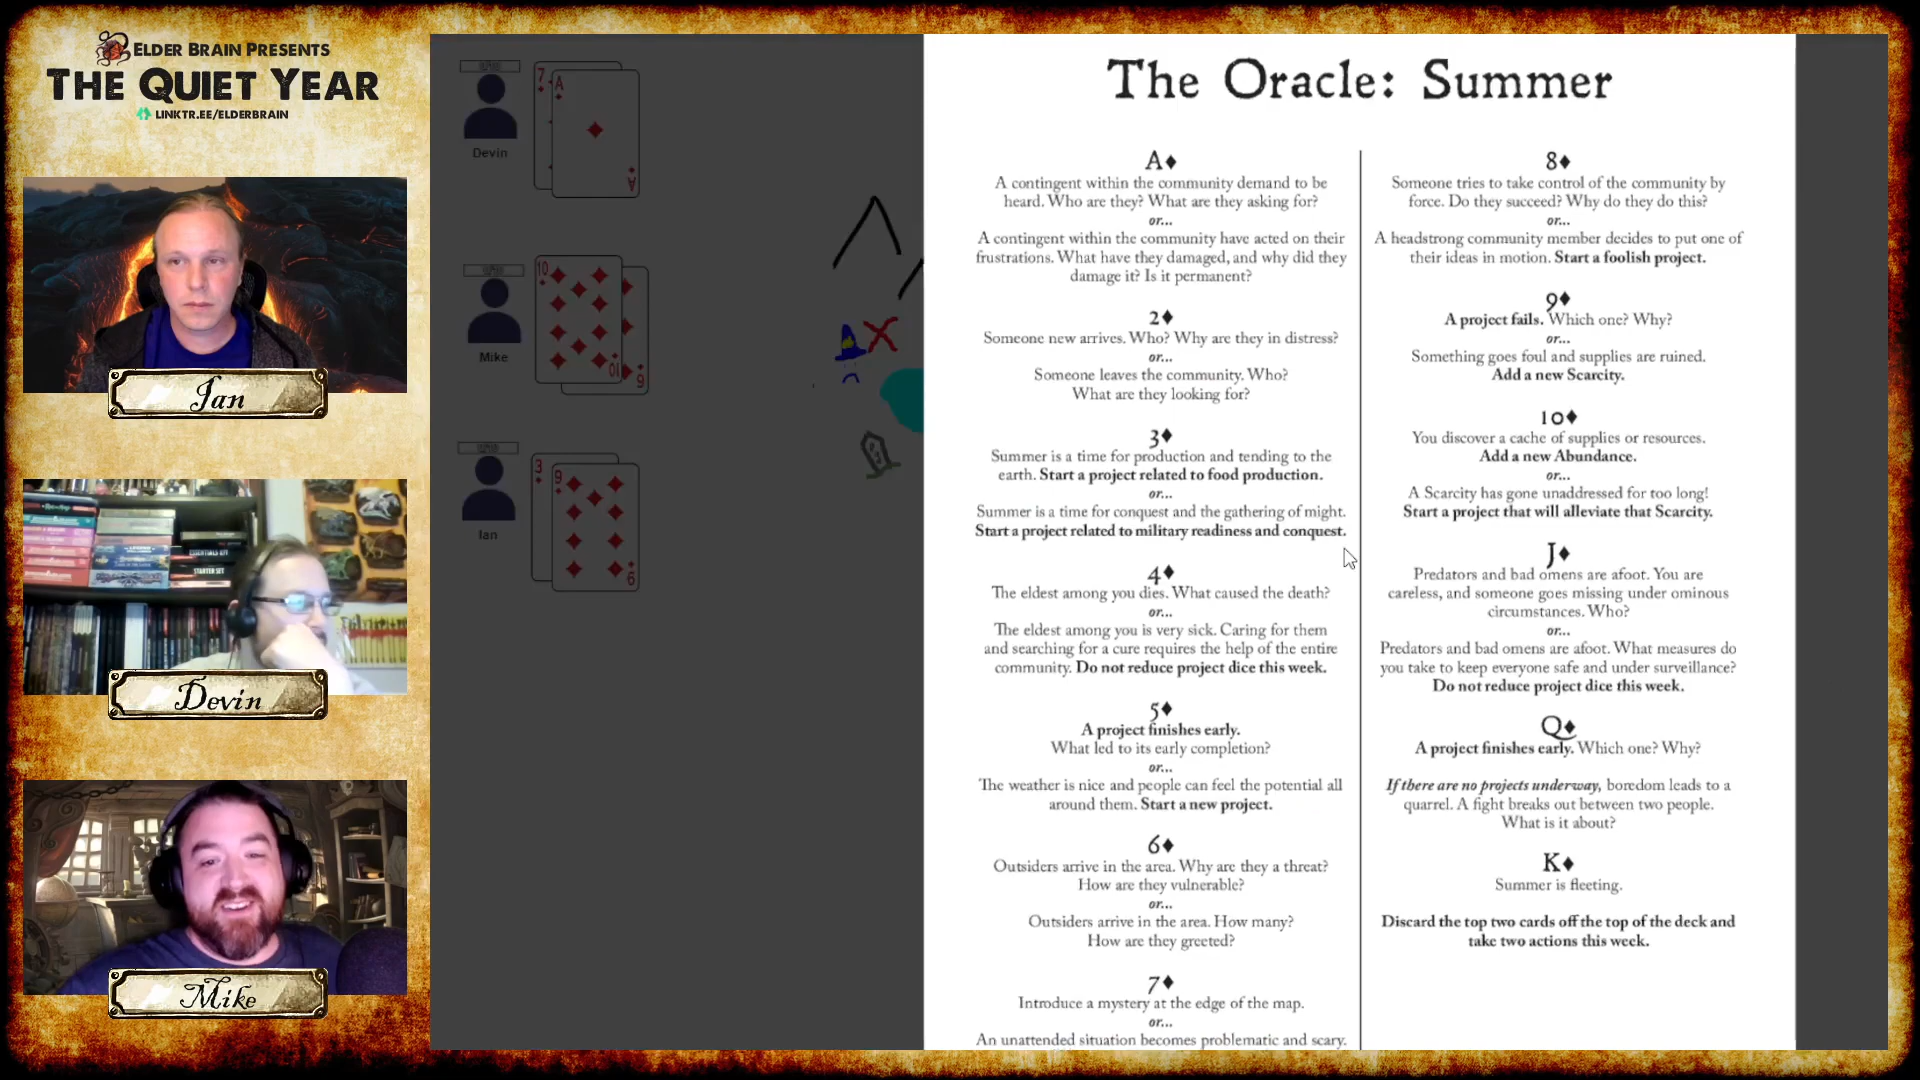 ELDER BRAIN PRESENTS
THE QUIET YEAR
LINKTR.EE/ELDERBRAIN
Ian
ESSENTIALS KIT
STARTER SET
Devin
Mike
Devin
7
A
A
Mike
10
10
9
Ian
3
9
9
The Oracle: Summer
A♦
A contingent within the community demand to be
heard. Who are they? What are they asking for?
or...
A contingent within the community have acted on their
frustrations. What have they damaged, and why did they
damage it? Is it permanent?
2♦
Someone new arrives. Who? Why are they in distress?
or...
Someone leaves the community. Who?
What are they looking for?
3♦
Summer is a time for production and tending to the
earth. Start a project related to food production.
or...
Summer is a time for conquest and the gathering of might.
Start a project related to military readiness and conquest.
4♦
The eldest among you dies. What caused the death?
or...
The eldest among you is very sick. Caring for them
and searching for a cure requires the help of the entire
community. Do not reduce project dice this week.
5♦
A project finishes early.
What led to its early completion?
or...
The weather is nice and people can feel the potential all
around them. Start a new project.
6♦
Outsiders arrive in the area. Why are they a threat?
How are they vulnerable?
or...
Outsiders arrive in the area. How many?
How are they greeted?
7♦
Introduce a mystery at the edge of the map.
or...
An unattended situation becomes problematic and scary.
8♦
Someone tries to take control of the community by
force. Do they succeed? Why do they do this?
or...
A headstrong community member decides to put one of
their ideas in motion. Start a foolish project.
9♦
A project fails. Which one? Why?
or...
Something goes foul and supplies are ruined.
Add a new Scarcity.
10♦
You discover a cache of supplies or resources.
Add a new Abundance.
or...
A Scarcity has gone unaddressed for too long!
Start a project that will alleviate that Scarcity.
J♦
Predators and bad omens are afoot. You are
careless, and someone goes missing under ominous
circumstances. Who?
or...
Predators and bad omens are afoot. What measures do
you take to keep everyone safe and under surveillance?
Do not reduce project dice this week.
Q♦
A project finishes early. Which one? Why?
If there are no projects underway, boredom leads to a
quarrel. A fight breaks out between two people.
What is it about?
K♦
Summer is fleeting.
Discard the top two cards off the top of the deck and
take two actions this week.